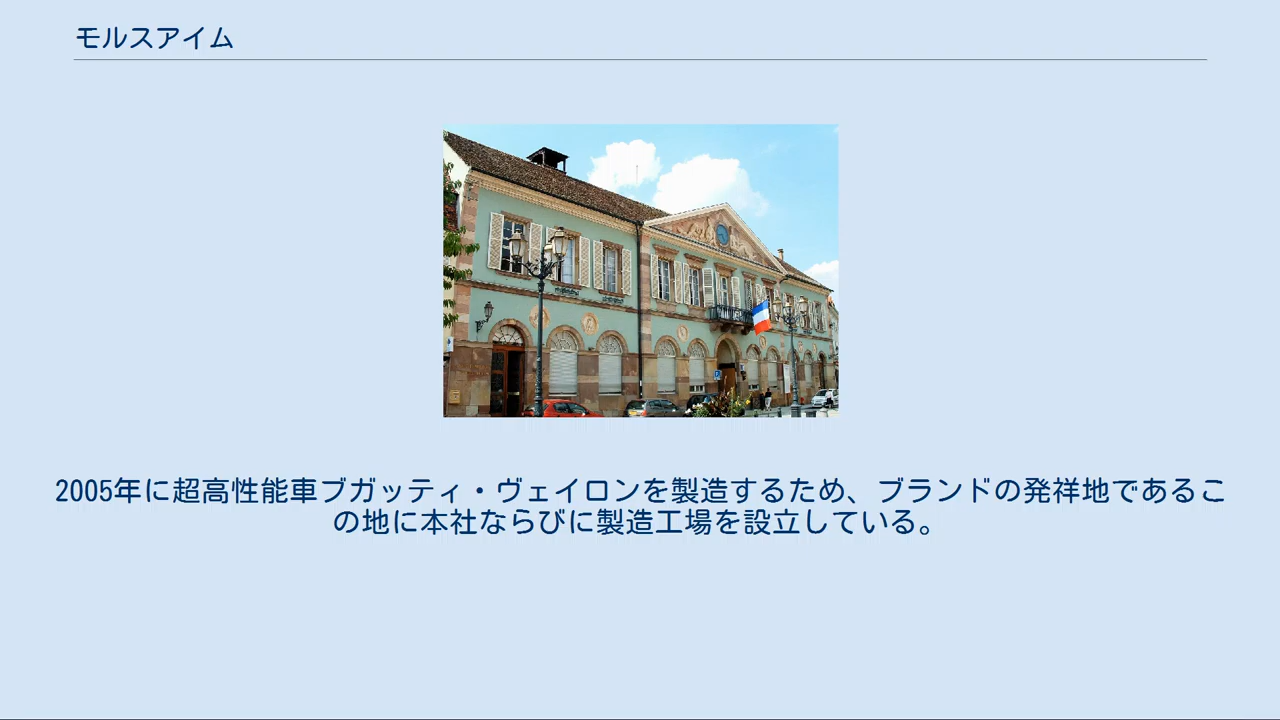 モルスアイム
2005年に超高性能車ブガッティ・ヴェイロンを製造するため、ブランドの発祥地であるこ
の地に本社ならびに製造工場を設立している。